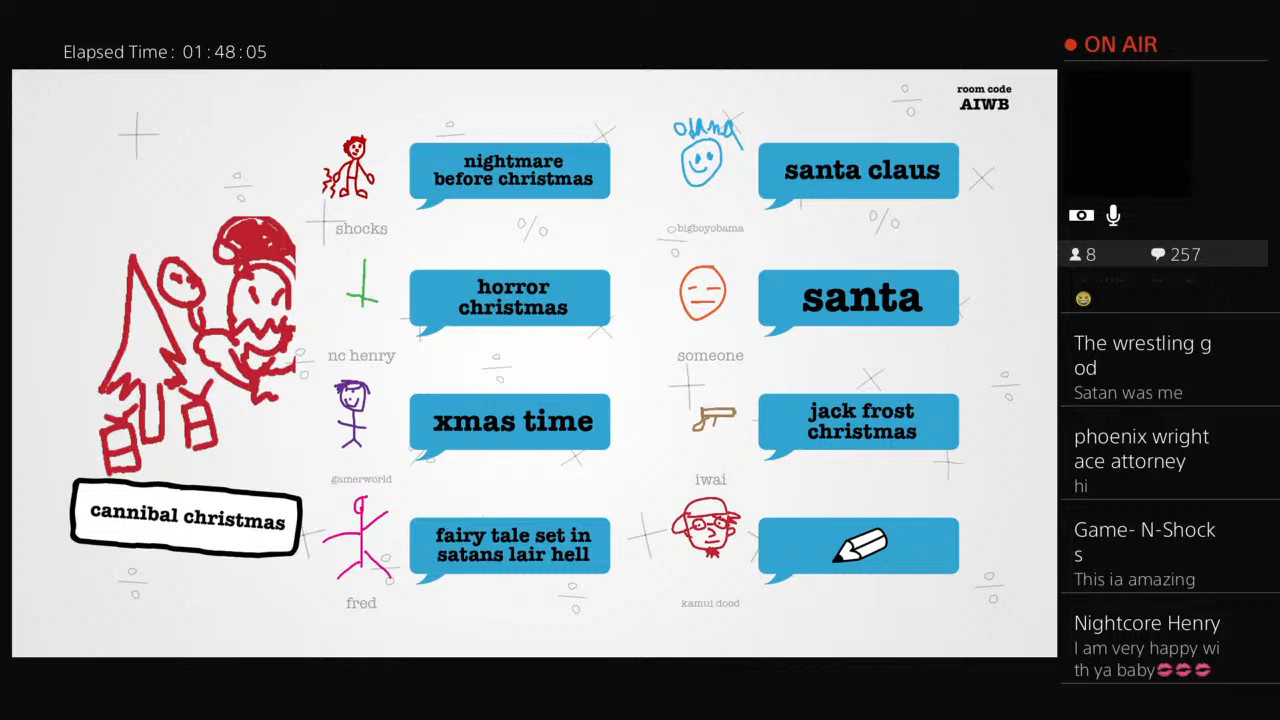 Elapsed Time: 01:48:05
ON AIR
room code
AIWB
nightmare
before christmas
shocks
obama
santa claus
bigboyobama
horror
christmas
nc henry
santa
someone
xmas time
gamerworld
jack frost
christmas
iwai
cannibal christmas
fairy tale set in
satans lair hell
fred
kamui dood
8
257
The wrestling g
od
Satan was me
phoenix wright
ace attorney
hi
Game- N-Shock
s
This ia amazing
Nightcore Henry
I am very happy wi
th ya baby